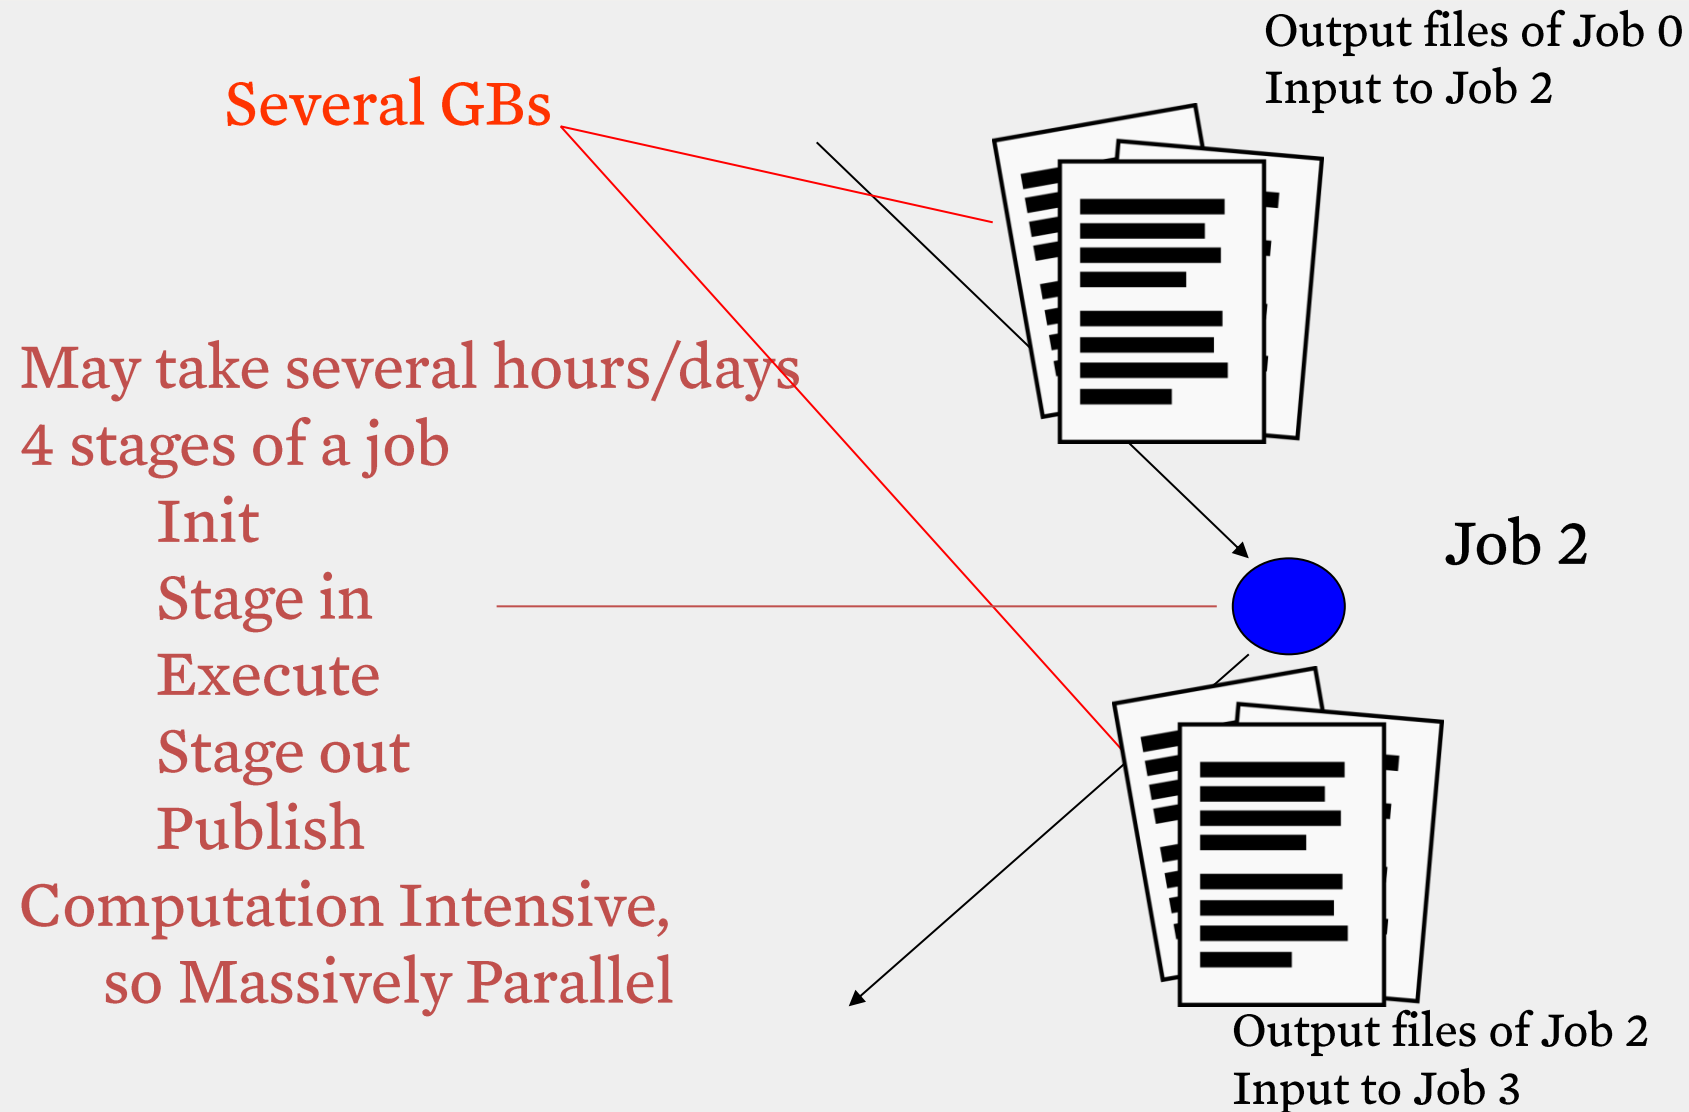 Output files of Job 0
Input to Job 2
Several GBs
May take several hours/days
4 stages of a job
Init
Stage in
Execute
Stage out
Publish
Computation Intensive,
so Massively Parallel
Job 2
Output files of Job 2
Input to Job 3